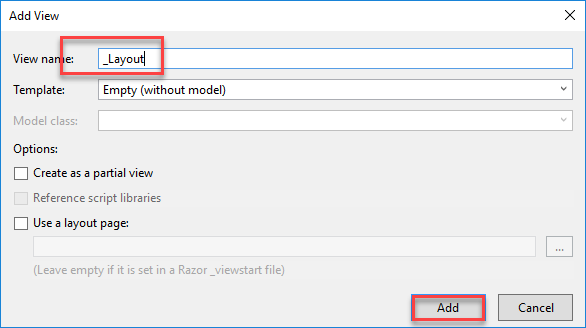 Add View
View name: _Layout
Template: Empty (without model)
Model class:
Options:
Create as a partial view
Reference script libraries
Use a layout page:
...
(Leave empty if it is set in a Razor _viewstart file)
Add Cancel